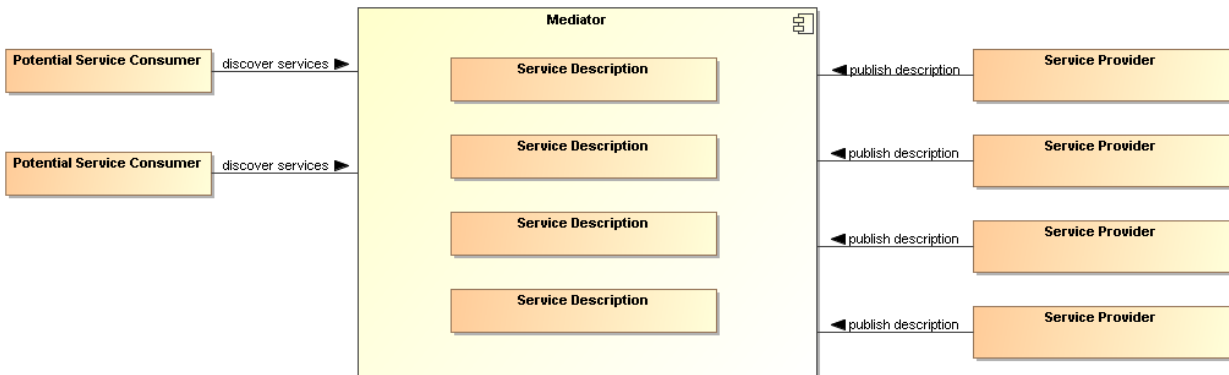 Mediator
Potential Service Consumer
discover services
Service Description
publish description
Service Provider
Potential Service Consumer
discover services
Service Description
publish description
Service Provider
Service Description
publish description
Service Provider
Service Description
publish description
Service Provider